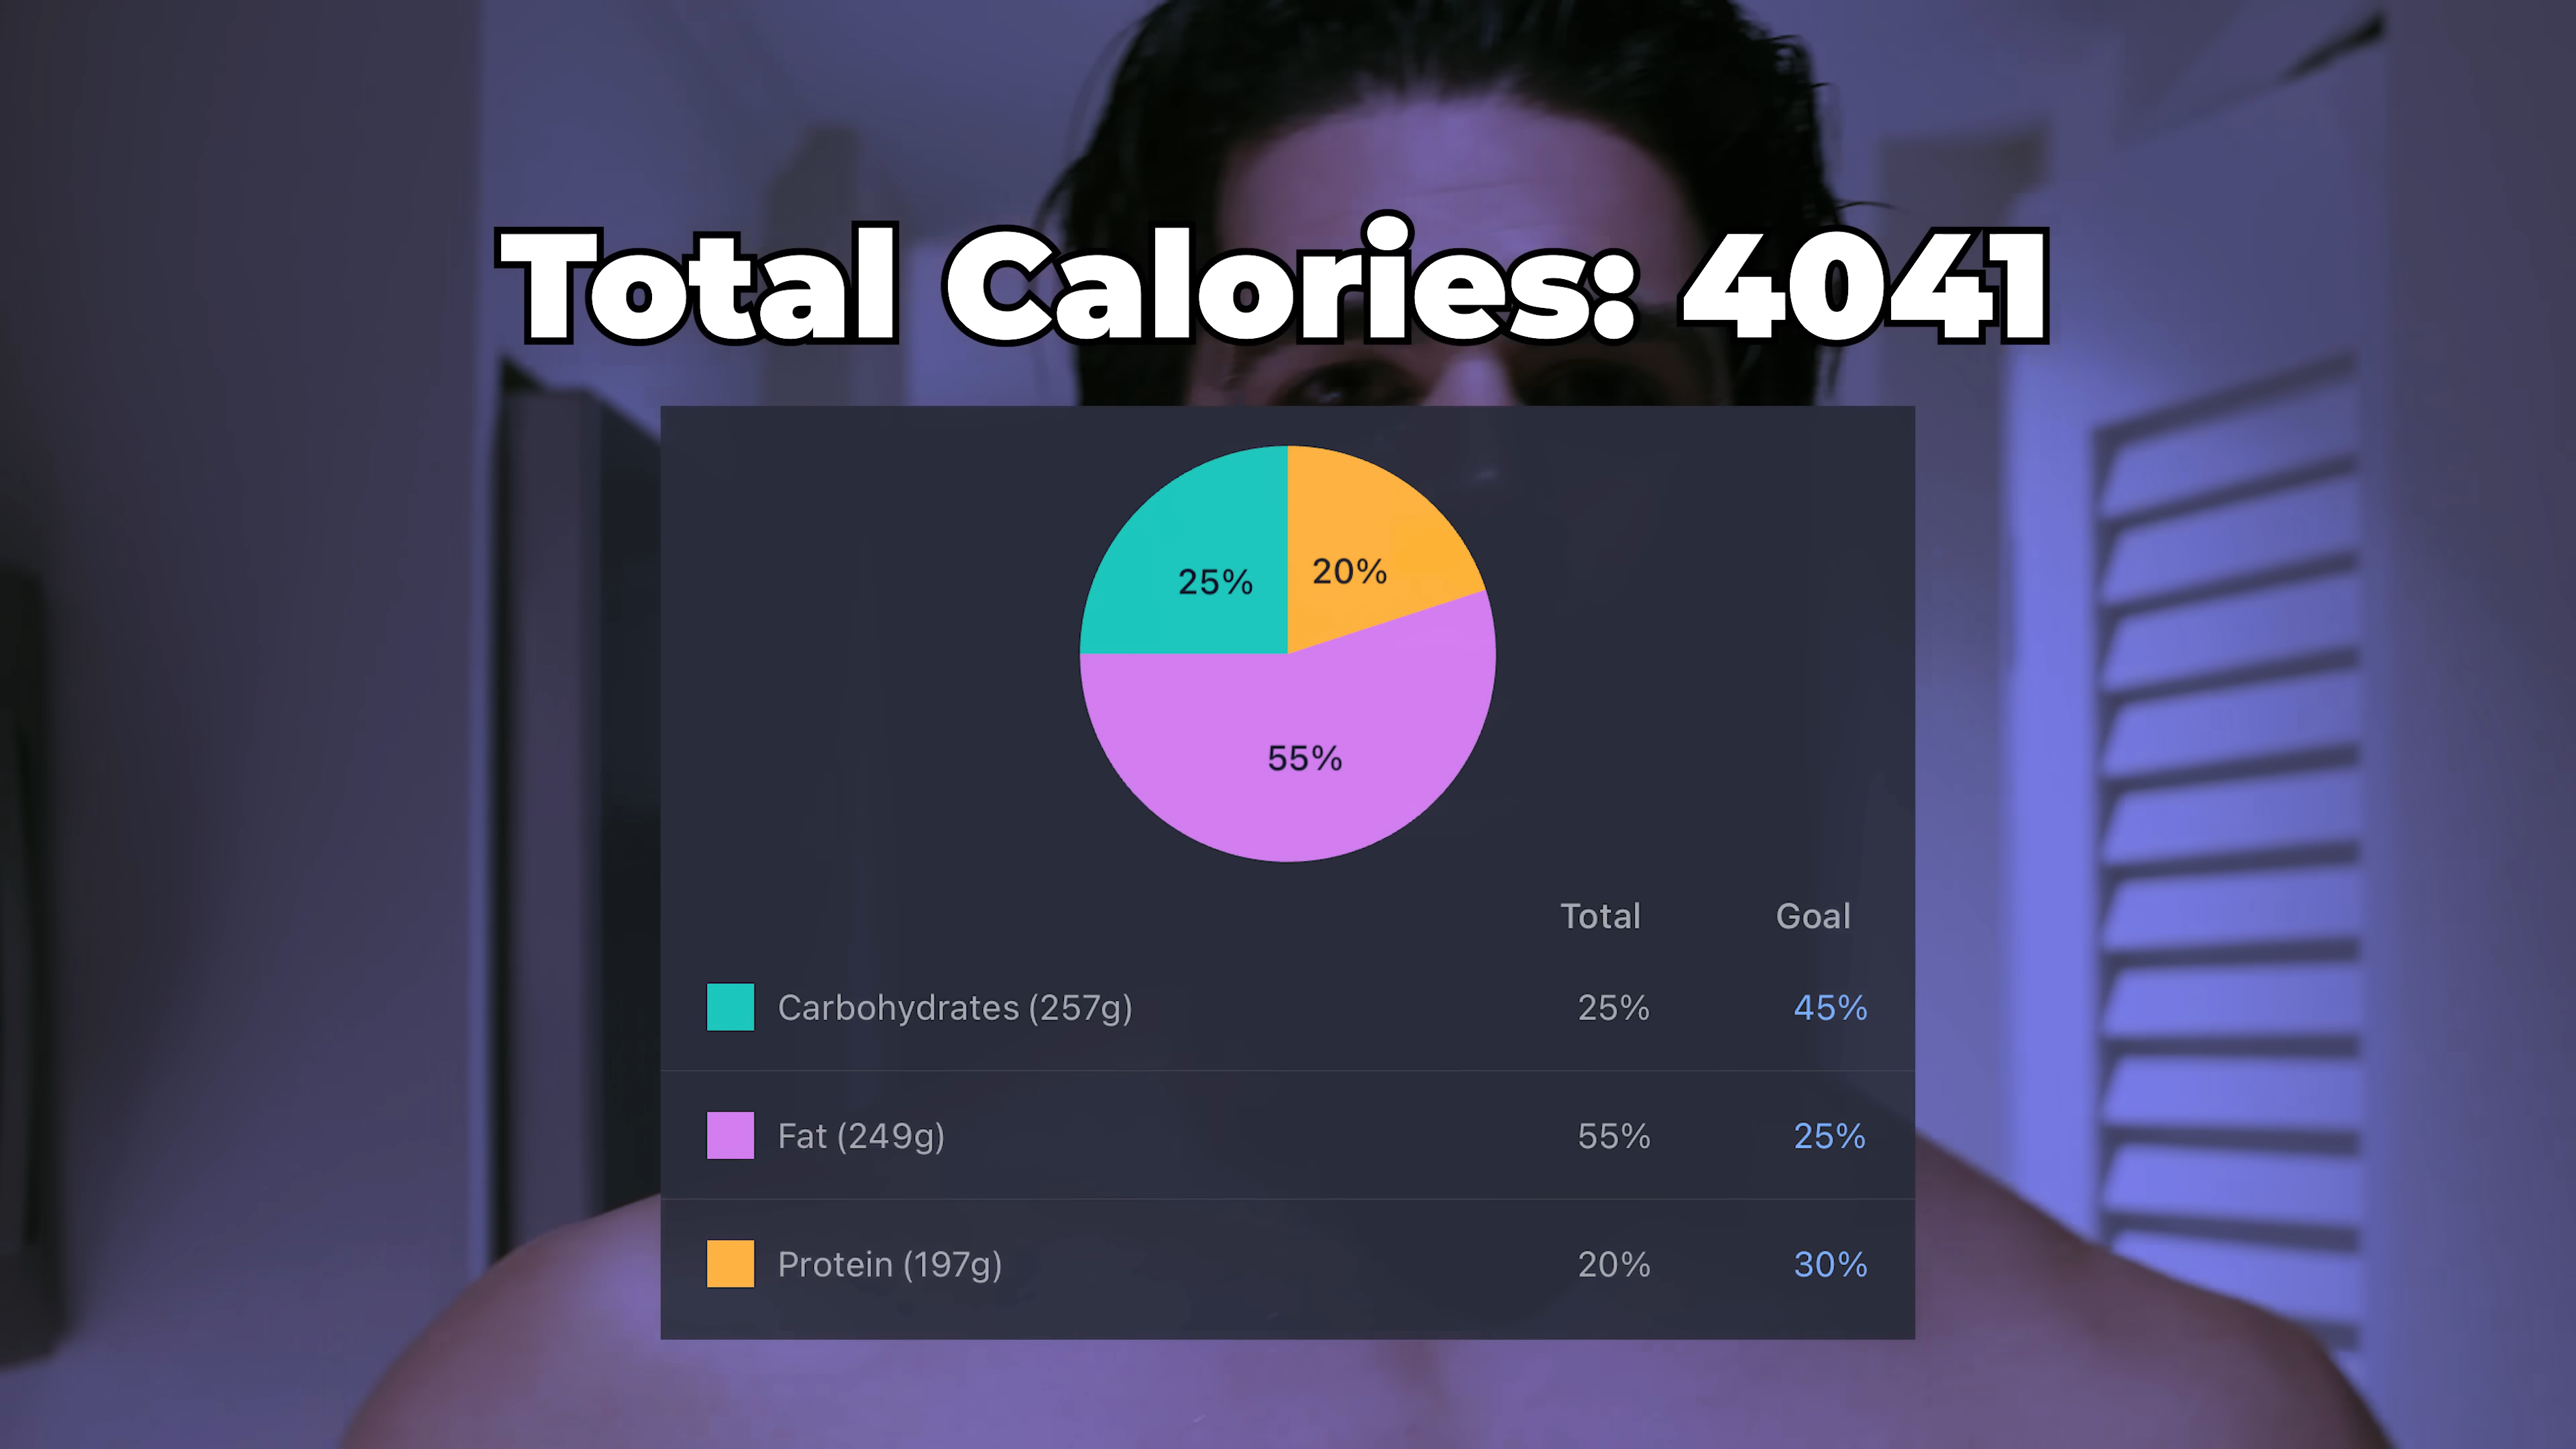 Total Calories: 4041
25%
20%
55%
Total Goal
Carbohydrates (257g) 25% 45%
Fat (249g) 55% 25%
Protein (197g) 20% 30%